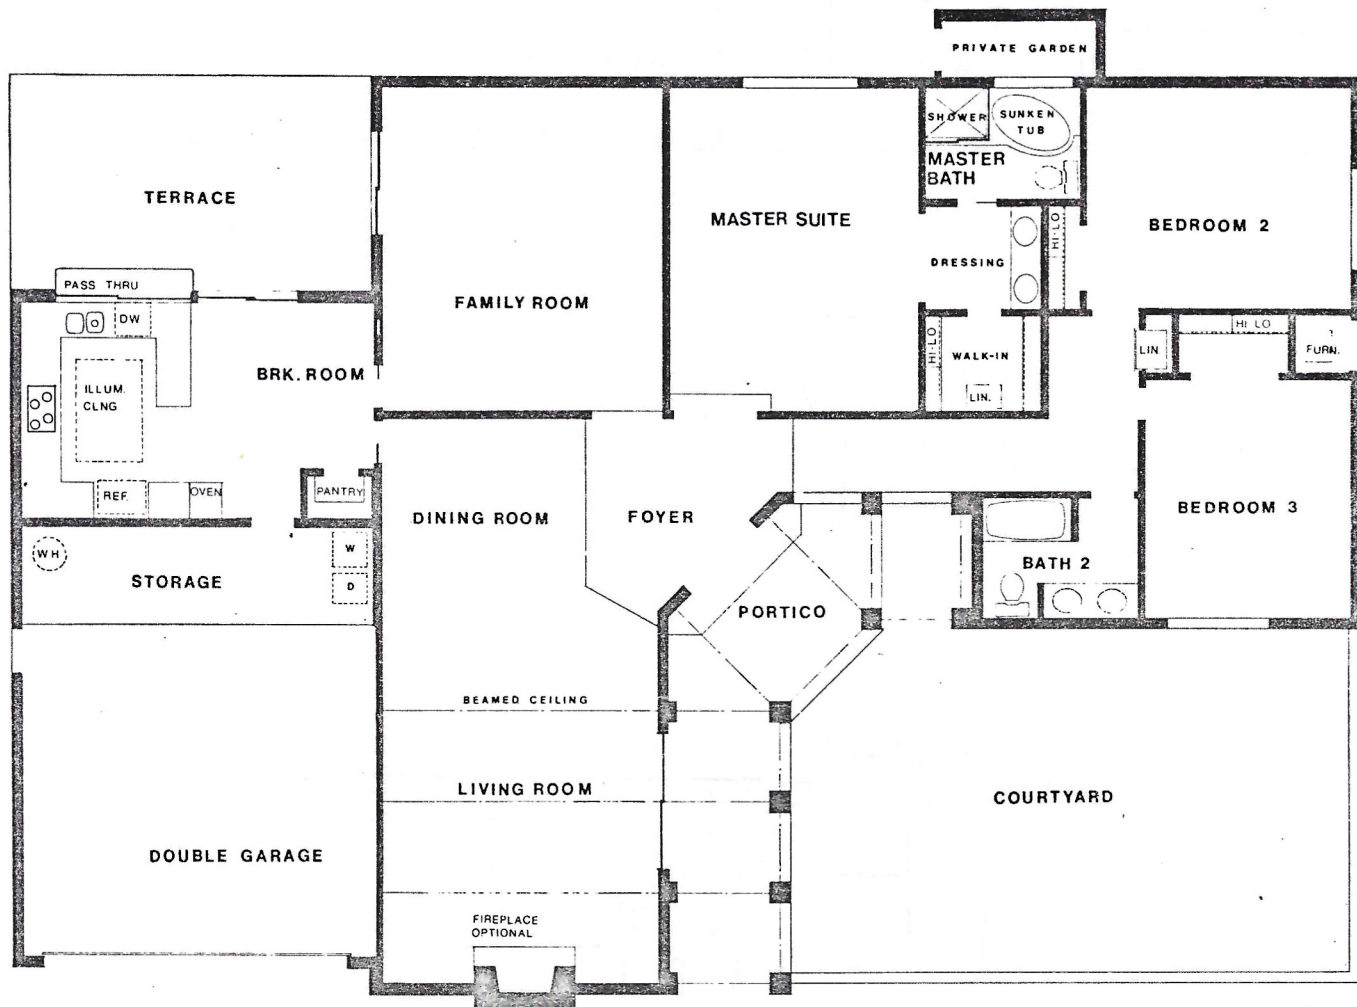 PRIVATE GARDEN
SHOWER
SUNKEN
TUB
MASTER
BATH
TERRACE
MASTER SUITE
BEDROOM 2
HI-LO
DRESSING
PASS THRU
FAMILY ROOM
DW
HI-LO
LIN.
FURN.
HI-LO
WALK-IN
LIN.
BRK. ROOM
ILLUM.
CLNG
REF.
OVEN
PANTRY
DINING ROOM
FOYER
BEDROOM 3
WH
STORAGE
W
D
BATH 2
PORTICO
BEAMED CEILING
LIVING ROOM
COURTYARD
DOUBLE GARAGE
FIREPLACE
OPTIONAL